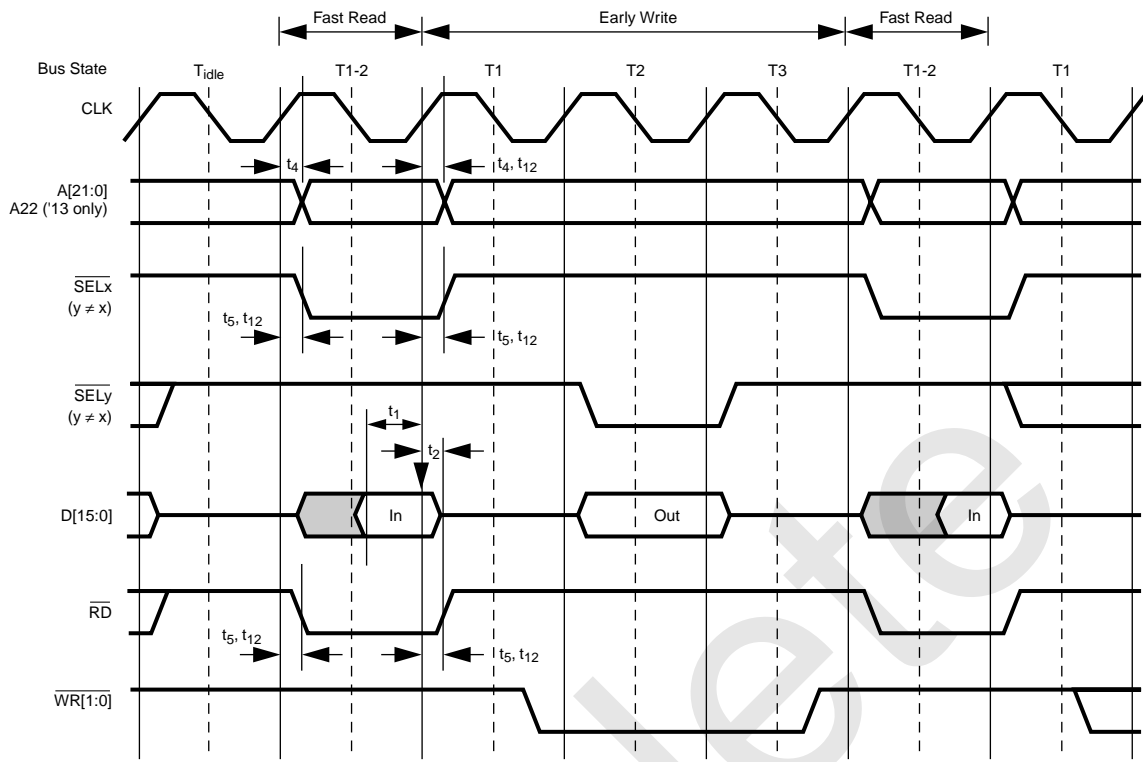 Fast Read Early Write Fast Read
Bus State T_idle T1-2 T1 T2 T3 T1-2 T1
CLK
t4 t4, t12
A[21:0]
A22 ('13 only)
SELx
(y ≠ x)
t5, t12 t5, t12
SELy
(y ≠ x)
t1
t2
D[15:0] In Out In
RD
t5, t12 t5, t12
WR[1:0]